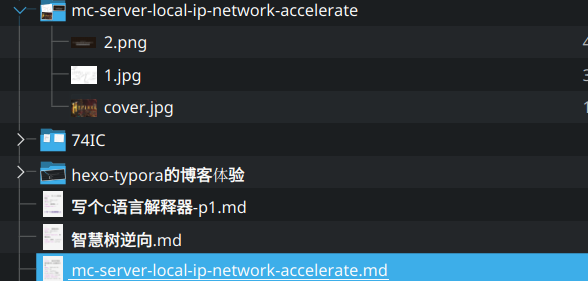 mc-server-local-ip-network-accelerate
2.png
1.jpg
cover.jpg
74IC
hexo-typora的博客体验
写个c语言解释器-p1.md
智慧树逆向.md
mc-server-local-ip-network-accelerate.md